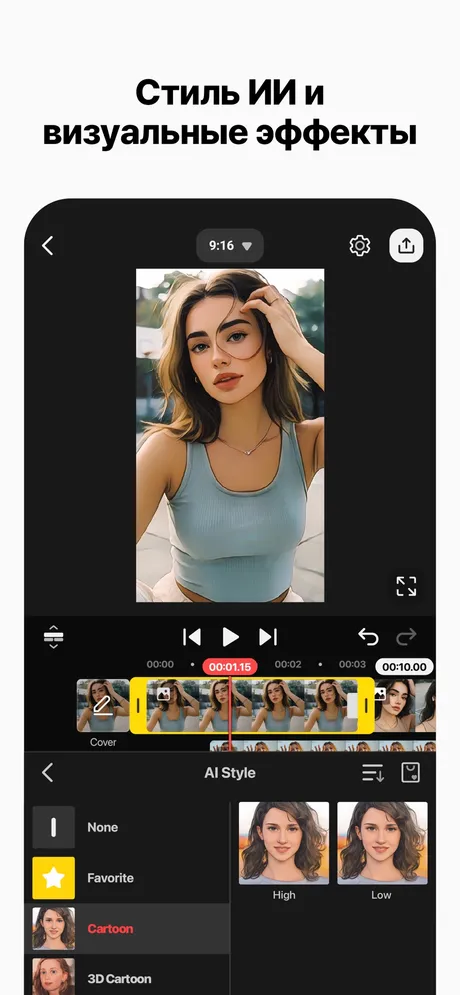 Стиль ИИ и
визуальные эффекты
9:16
00:00
00:01.15
00:02
00:03
00:10.00
Cover
AI Style
None
Favorite
Cartoon
3D Cartoon
High
Low